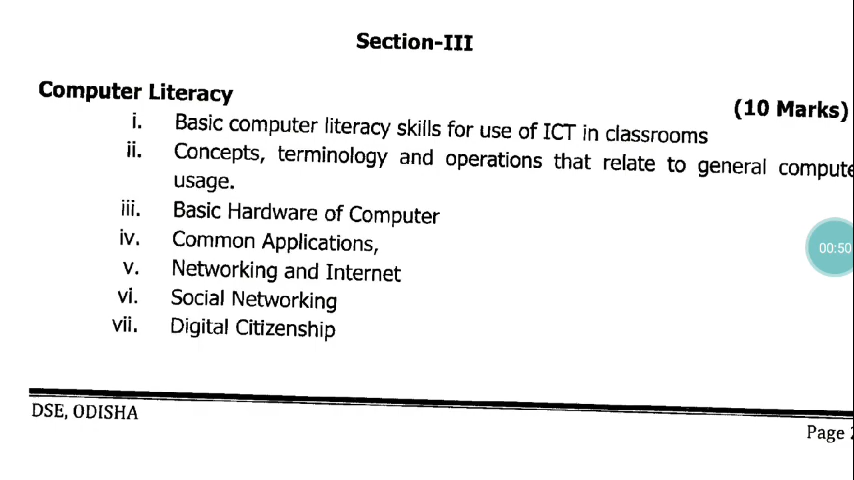 Section-III
Computer Literacy
(10 Marks)
i. Basic computer literacy skills for use of ICT in classrooms
ii. Concepts, terminology and operations that relate to general compute
usage.
iii. Basic Hardware of Computer
iv. Common Applications,
v. Networking and Internet
vi. Social Networking
vii. Digital Citizenship
00:50
DSE, ODISHA
Page 2